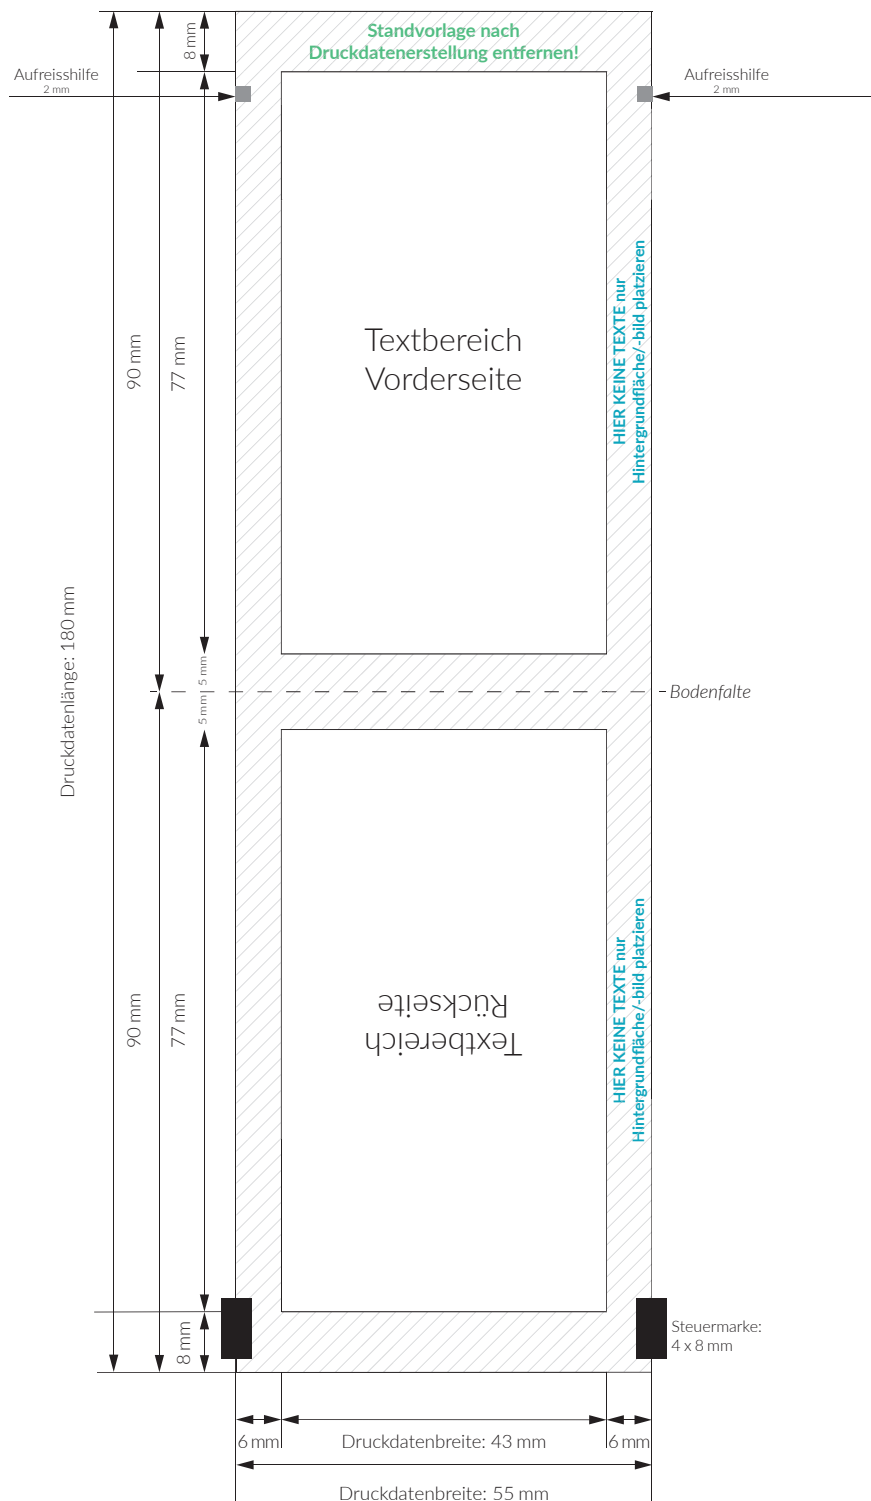 Standvorlage nach
Druckdatenerstellung entfernen!
8 mm
Aufreisshilfe
2 mm
Aufreisshilfe
2 mm
Textbereich
Vorderseite
HIER KEINE TEXTE nur
Hintergrundfläche/-bild platzieren
90 mm
77 mm
Druckdatenlänge: 180 mm
5 mm
5 mm
Bodenfalte
Textbereich
Rückseite
HIER KEINE TEXTE nur
Hintergrundfläche/-bild platzieren
90 mm
77 mm
8 mm
Steuermarke:
4 x 8 mm
6 mm
Druckdatenbreite: 43 mm
6 mm
Druckdatenbreite: 55 mm